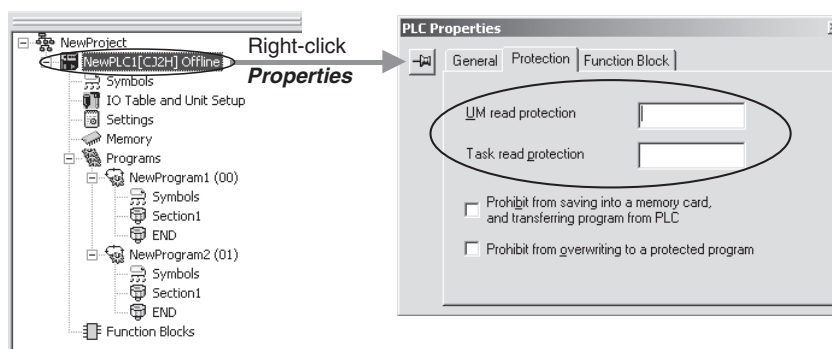 NewProject
NewPLC1[CJ2H] Offline
Symbols
IO Table and Unit Setup
Settings
Memory
Programs
NewProgram1 (00)
Symbols
Section1
END
NewProgram2 (01)
Symbols
Section1
END
Function Blocks
Right-click
Properties
PLC Properties
General
Protection
Function Block
UM read protection
Task read protection
Prohibit from saving into a memory card,
and transferring program from PLC
Prohibit from overwriting to a protected program